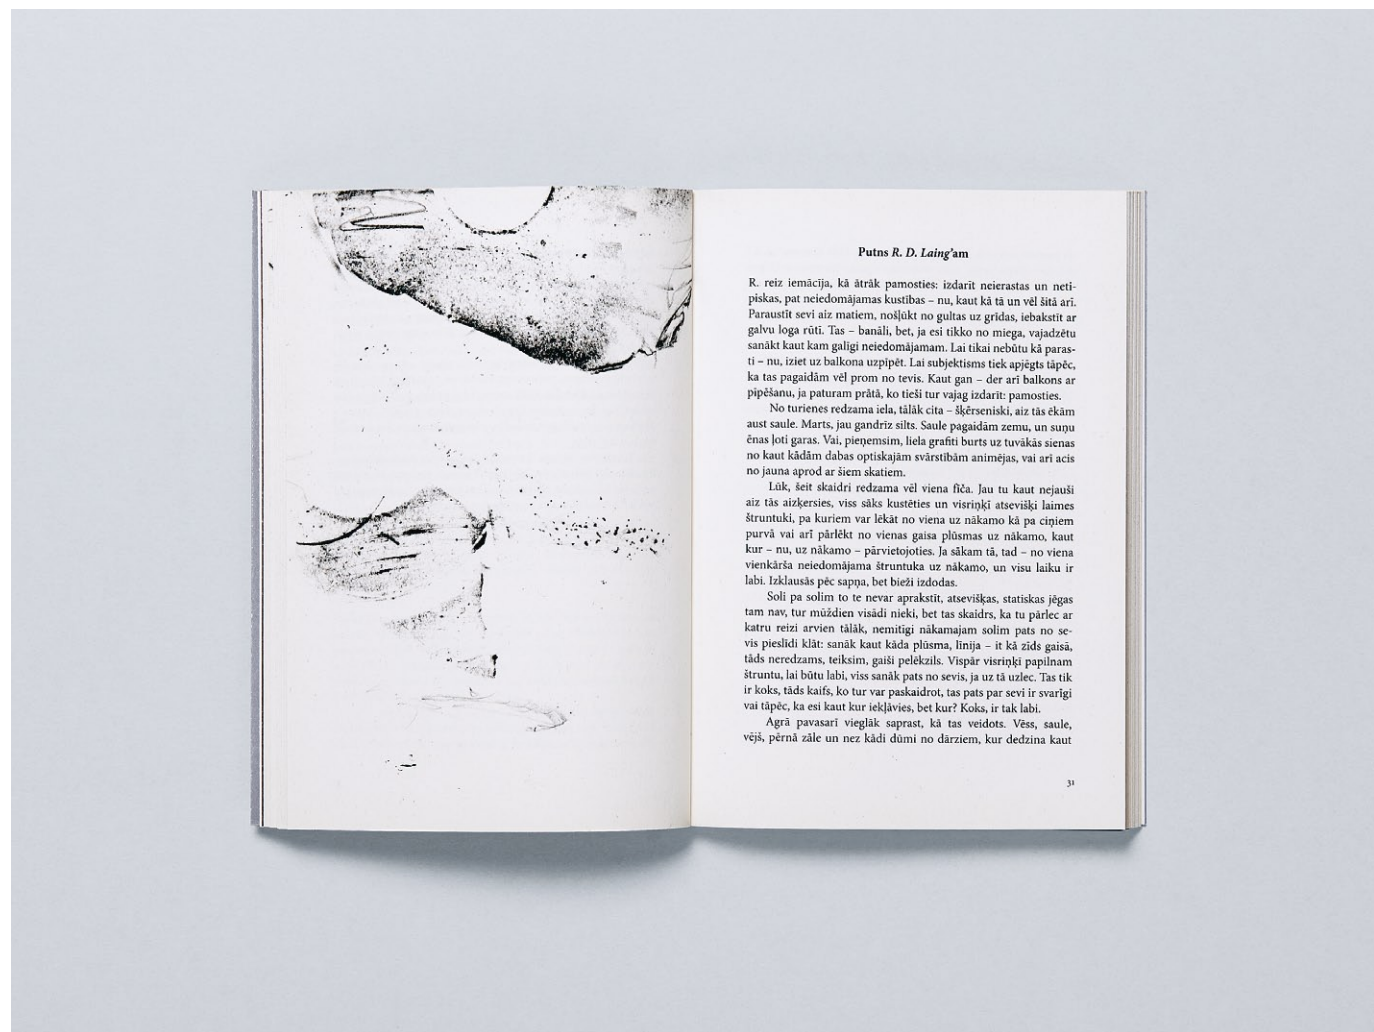 Putns R. D. Laing'am
R. reiz iemācīja, kā ātrāk pamosties: izdarīt neierastas un neti-
piskas, pat neiedomājamas kustības – nu, kaut kā tā un vēl šitā arī.
Paraustīt sevi aiz matiem, nošļūkt no gultas uz grīdas, iebakstīt ar
galvu loga rūtī. Tas – banāli, bet, ja esi tikko no miega, vajadzētu
sanākt kaut kam galīgi neiedomājamam. Lai tikai nebūtu kā paras-
ti – nu, iziet uz balkona uzpīpēt. Lai subjektisms tiek apjēgts tāpēc,
ka tas pagaidām vēl prom no tevis. Kaut gan – der arī balkons ar
pīpēšanu, ja paturam prātā, ko tieši tur vajag izdarīt: pamosties.
No turienes redzama iela, tālāk cita – šķērseniski, aiz tās ēkām
aust saule. Marts, jau gandrīz silts. Saule pagaidām zemu, un suņu
ēnas ļoti garas. Vai, pieņemsim, liela grafiti burts uz tuvākās sienas
no kaut kādām dabas optiskajām svārstībām animējas, vai arī acis
no jauna aprod ar šiem skatiem.
Lūk, šeit skaidri redzama vēl viena fīča. Jau tu kaut nejauši
aiz tās aizķersies, viss sāks kustēties un visriņķī atsevišķi laimes
štruntuki, pa kuriem var lēkāt no viena uz nākamo kā pa ciņiem
purvā vai arī pārlēkt no vienas gaisa plūsmas uz nākamo, kaut
kur – nu, uz nākamo – pārvietojoties. Ja sākam tā, tad – no viena
vienkārša neiedomājama štruntuka uz nākamo, un visu laiku ir
labi. Izklausās pēc sapņa, bet bieži izdodas.
Soli pa solim to te nevar aprakstīt, atsevišķas, statiskas jēgas
tam nav, tur mūždien visādi nieki, bet tas skaidrs, ka tu pārlec ar
katru reizi arvien tālāk, nemitīgi nākamajam solim pats no se-
vis pieslīdi klāt: sanāk kaut kāda plūsma, līnija – it kā zīds gaisā,
tāds neredzams, teiksim, gaiši pelēkzils. Vispār visriņķī papilnam
štruntu, lai būtu labi, viss sanāk pats no sevis, ja uz tā uzlec. Tas tik
ir koks, tāds kaifs, ko tur var paskaidrot, tas pats par sevi ir svarīgi
vai tāpēc, ka esi kaut kur iekļāvies, bet kur? Koks, ir tak labi.
Agrā pavasarī vieglāk saprast, kā tas veidots. Vēss, saule,
vējš, pērnā zāle un nez kādi dūmi no dārziem, kur dedzina kaut
31